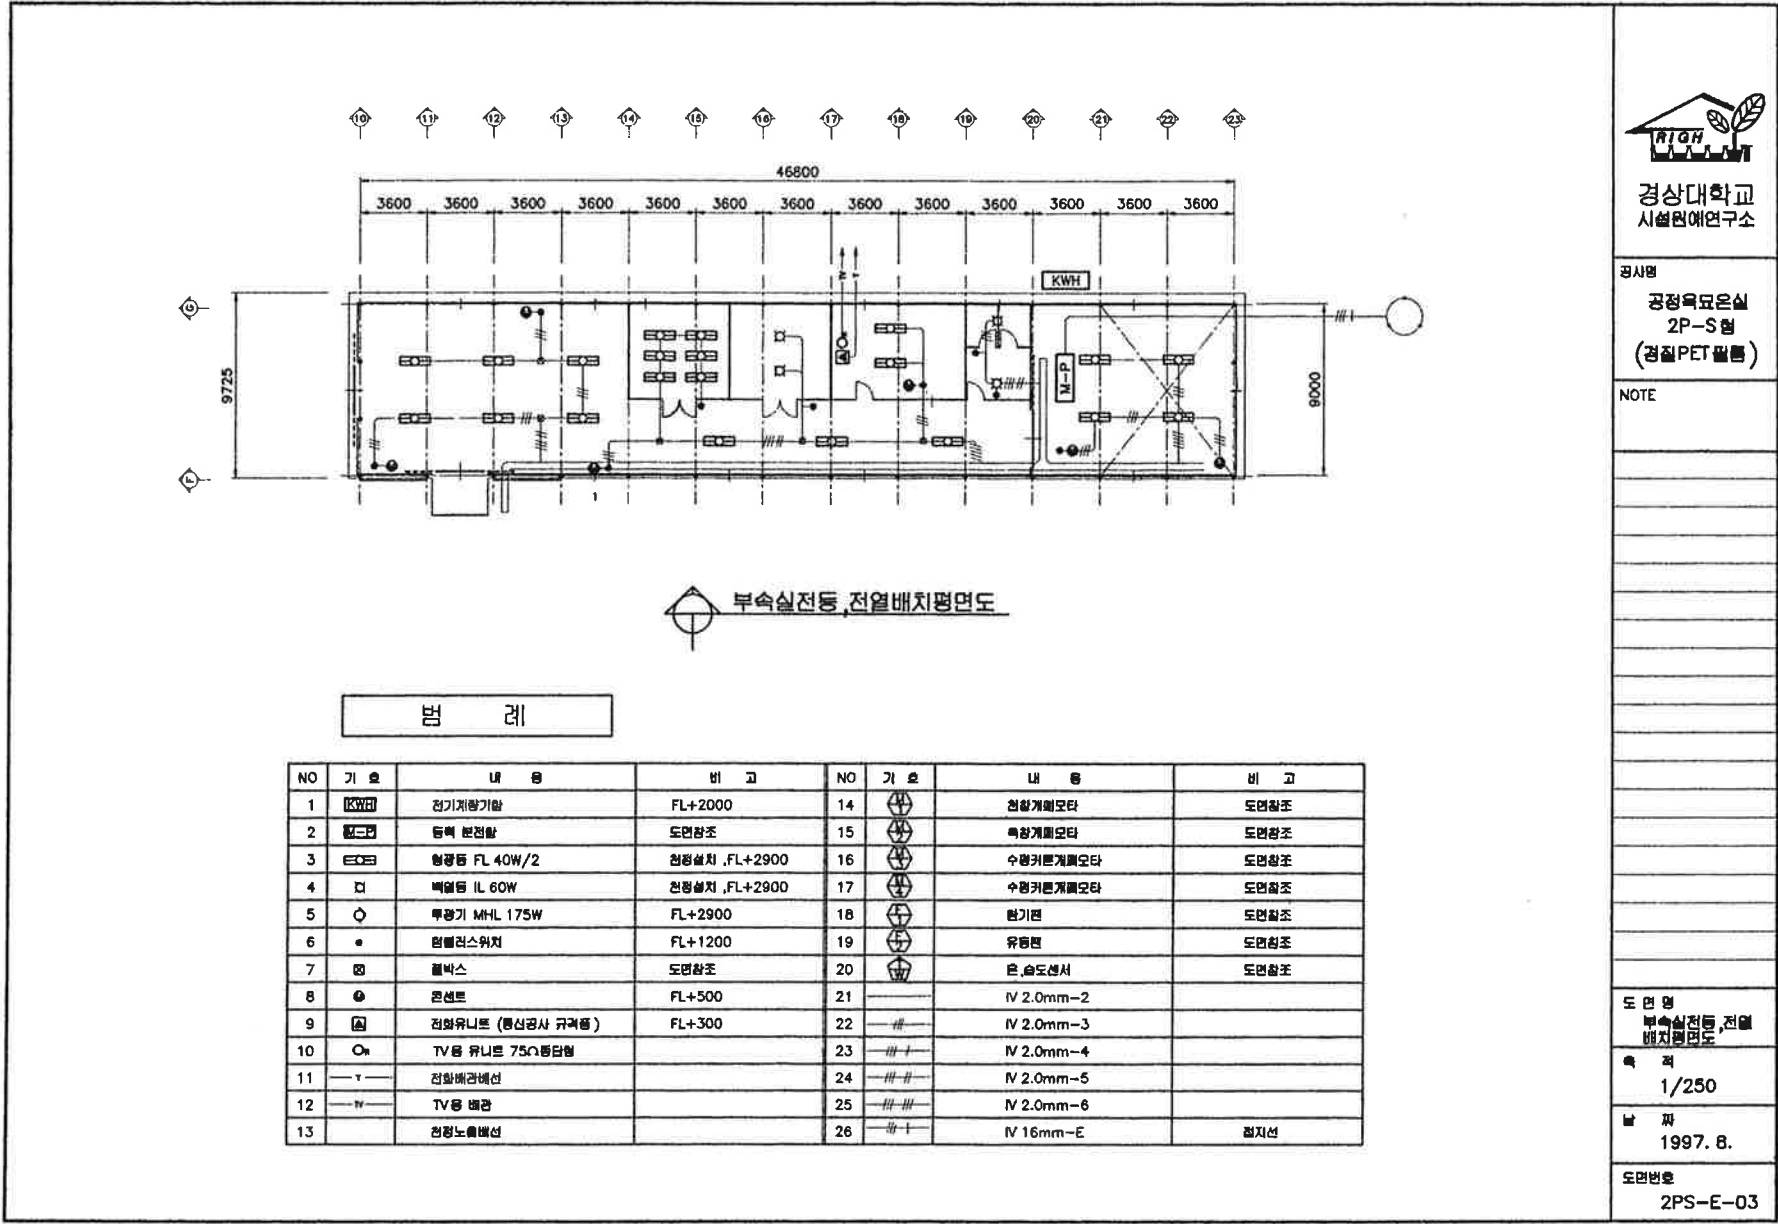 10 11 12 13 14 15 16 17 18 19 20 21 22 23
46800
3600 3600 3600 3600 3600 3600 3600 3600 3600 3600 3600 3600 3600
TV T
KWH
G
9725
M-P
9000
F
1
부속실전등,전열배치평면도
범 례
NO 기호 내용 비고 NO 기호 내용 비고
1 KWH 전기계량기함 FL+2000 14 천창개폐모타 도면참조
2 M-P 동력 분전함 도면참조 15 측창개폐모타 도면참조
3 형광등 FL 40W/2 천정설치 ,FL+2900 16 수평커튼개폐모타 도면참조
4 백열등 IL 60W 천정설치 ,FL+2900 17 수평커튼개폐모타 도면참조
5 투광기 MHL 175W FL+2900 18 환기팬 도면참조
6 텀블러스위치 FL+1200 19 유동팬 도면참조
7 풀박스 도면참조 20 온,습도센서 도면참조
8 콘센트 FL+500 21 IV 2.0mm-2
9 전화유니트 (통신공사 규격품) FL+300 22 IV 2.0mm-3
10 TV용 유니트 75Ω종단형 23 IV 2.0mm-4
11 T 전화배관배선 24 IV 2.0mm-5
12 TV TV용 배관 25 IV 2.0mm-6
13 천정노출배선 26 IV 16mm-E 접지선
RIGH
경상대학교
시설원예연구소
공사명
공정육묘온실
2P-S형
(경질PET필름)
NOTE
도면명
부속실전등,전열
배치평면도
축 척
1/250
날 짜
1997. 8.
도면번호
2PS-E-03